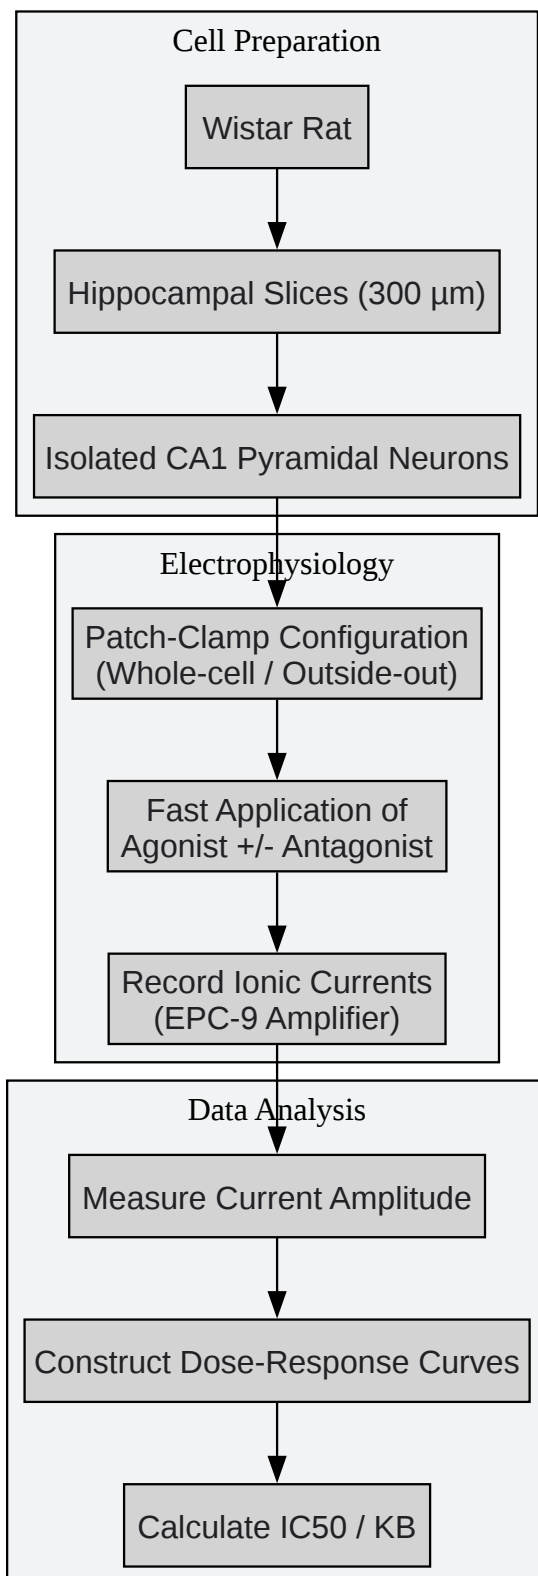 Cell Preparation
Wistar Rat
Hippocampal Slices (300 µm)
Isolated CA1 Pyramidal Neurons
Electrophysiology
Patch-Clamp Configuration
(Whole-cell / Outside-out)
Fast Application of
Agonist +/- Antagonist
Record Ionic Currents
(EPC-9 Amplifier)
Data Analysis
Measure Current Amplitude
Construct Dose-Response Curves
Calculate IC50 / KB